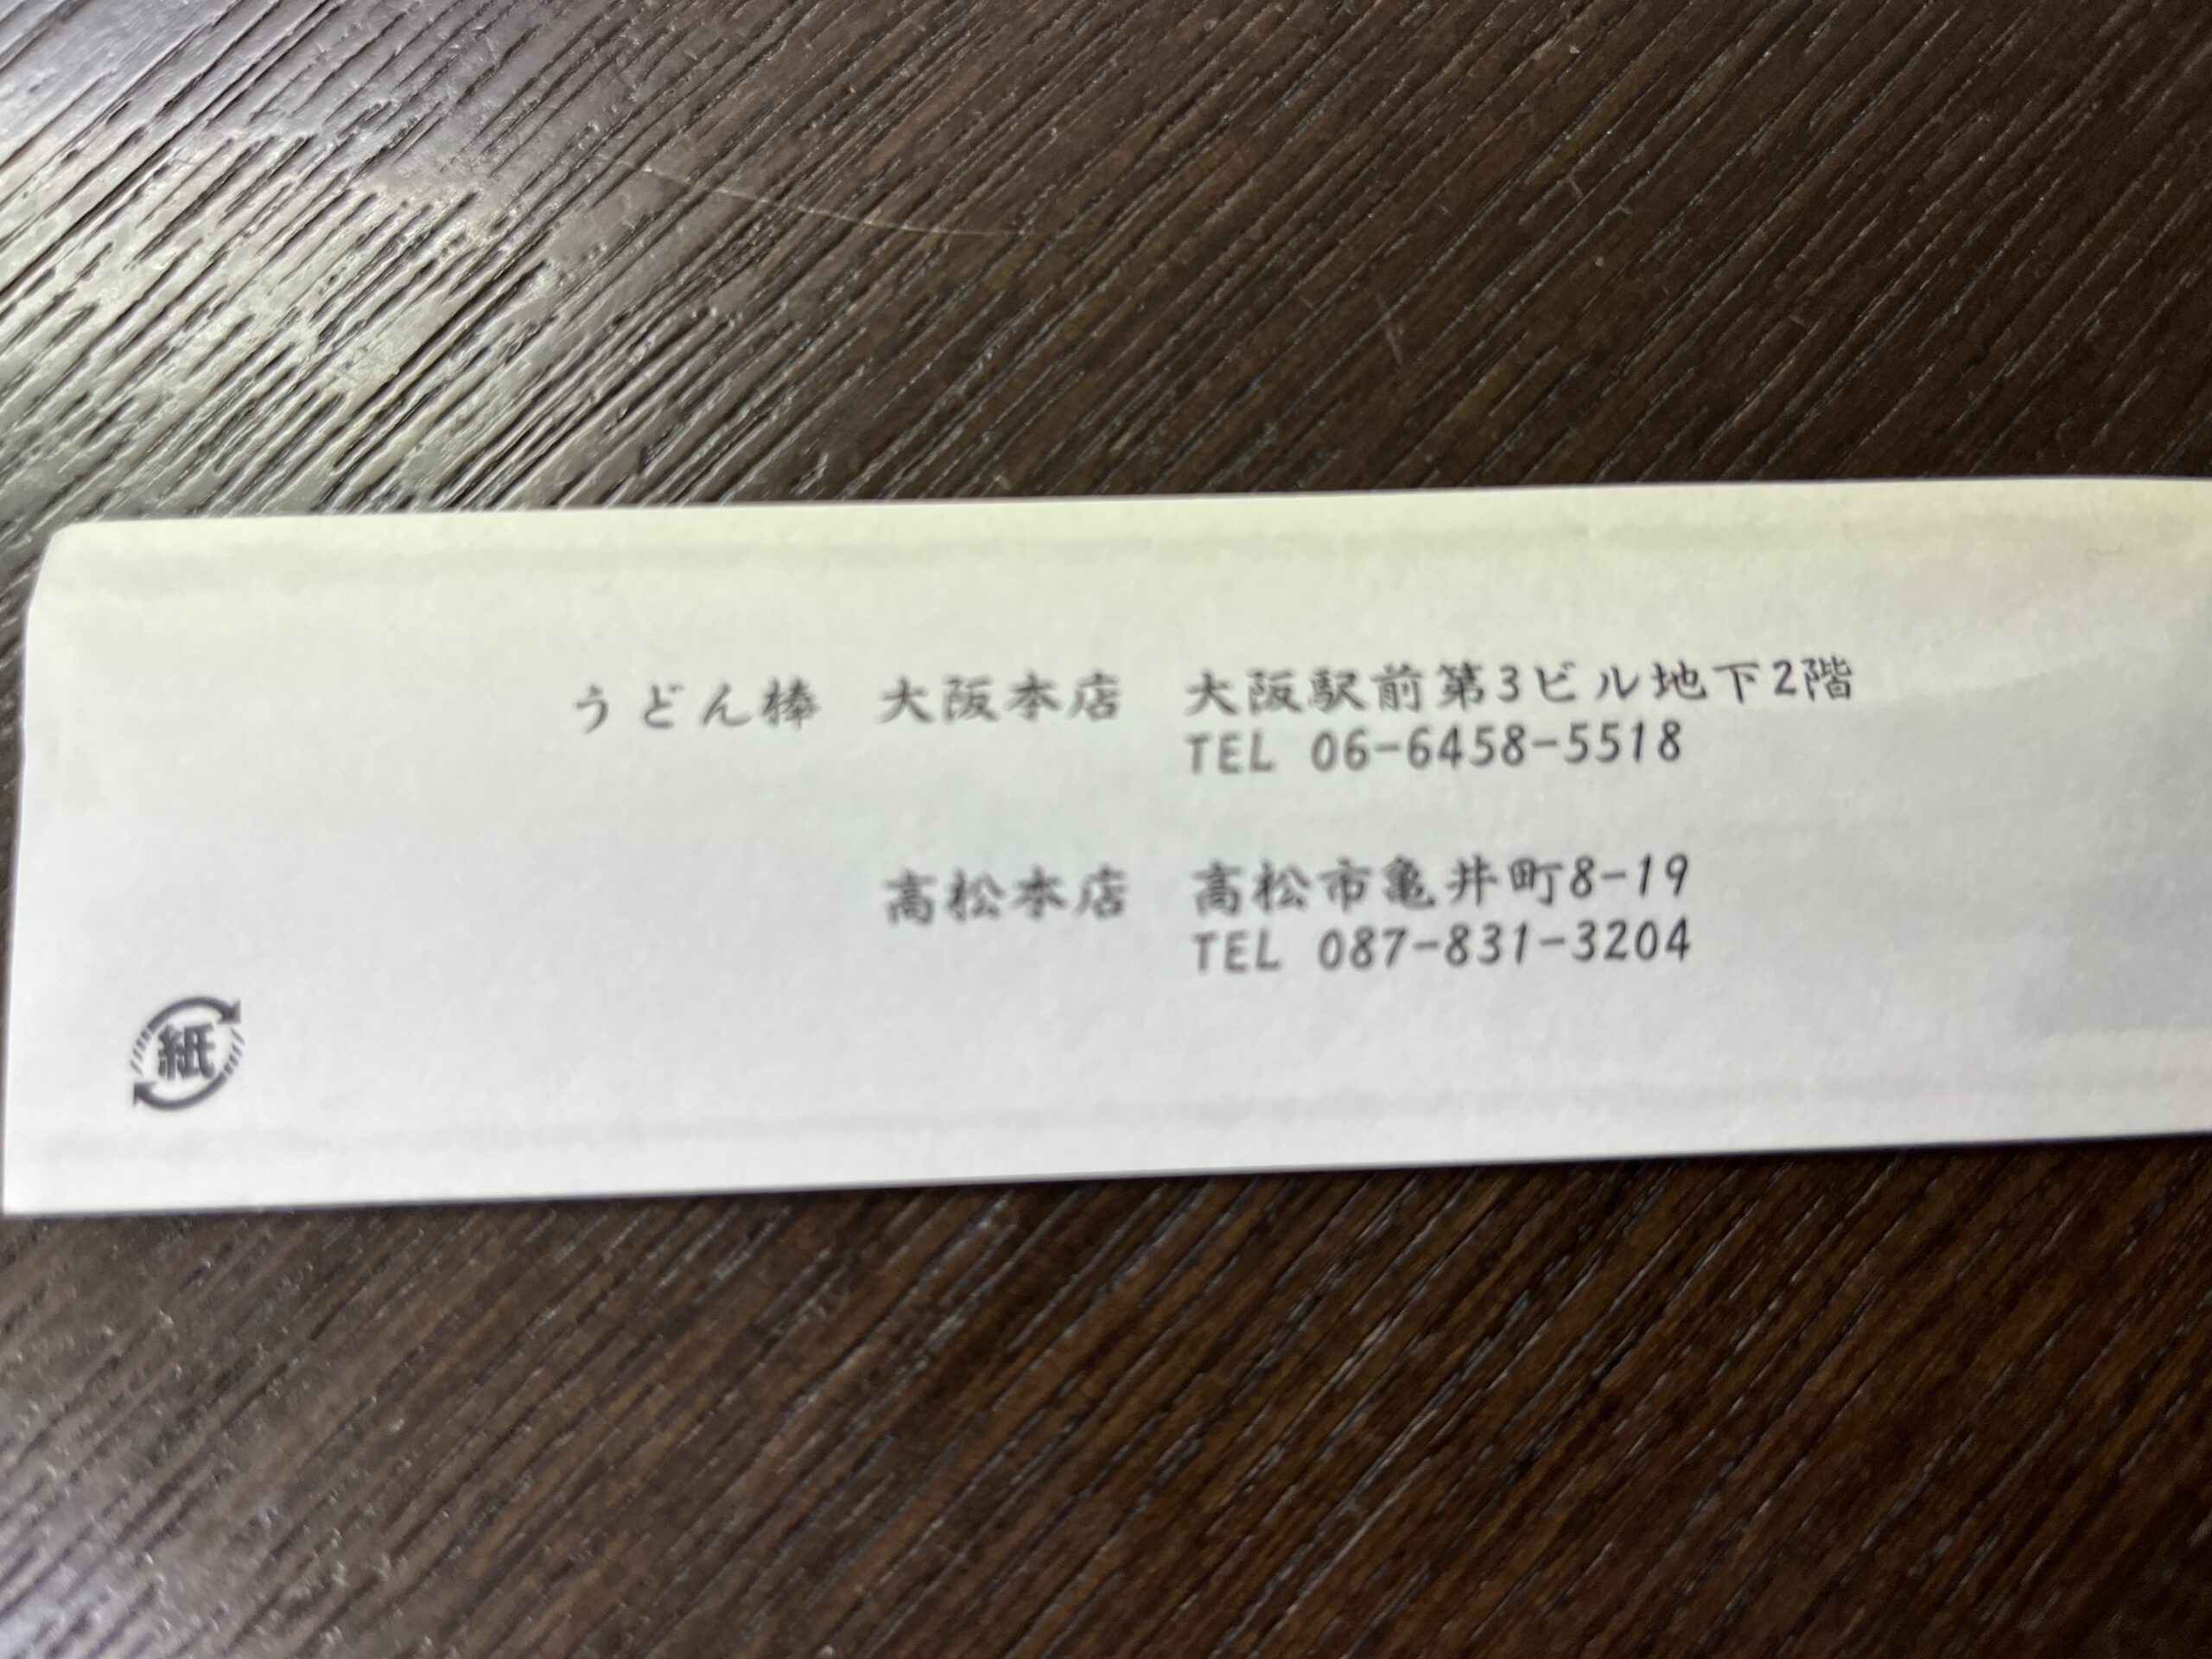 うどん棒 大阪本店 大阪駅前第3ビル地下2階
TEL 06-6458-5518
高松本店 高松市亀井町8-19
TEL 087-831-3204
紙